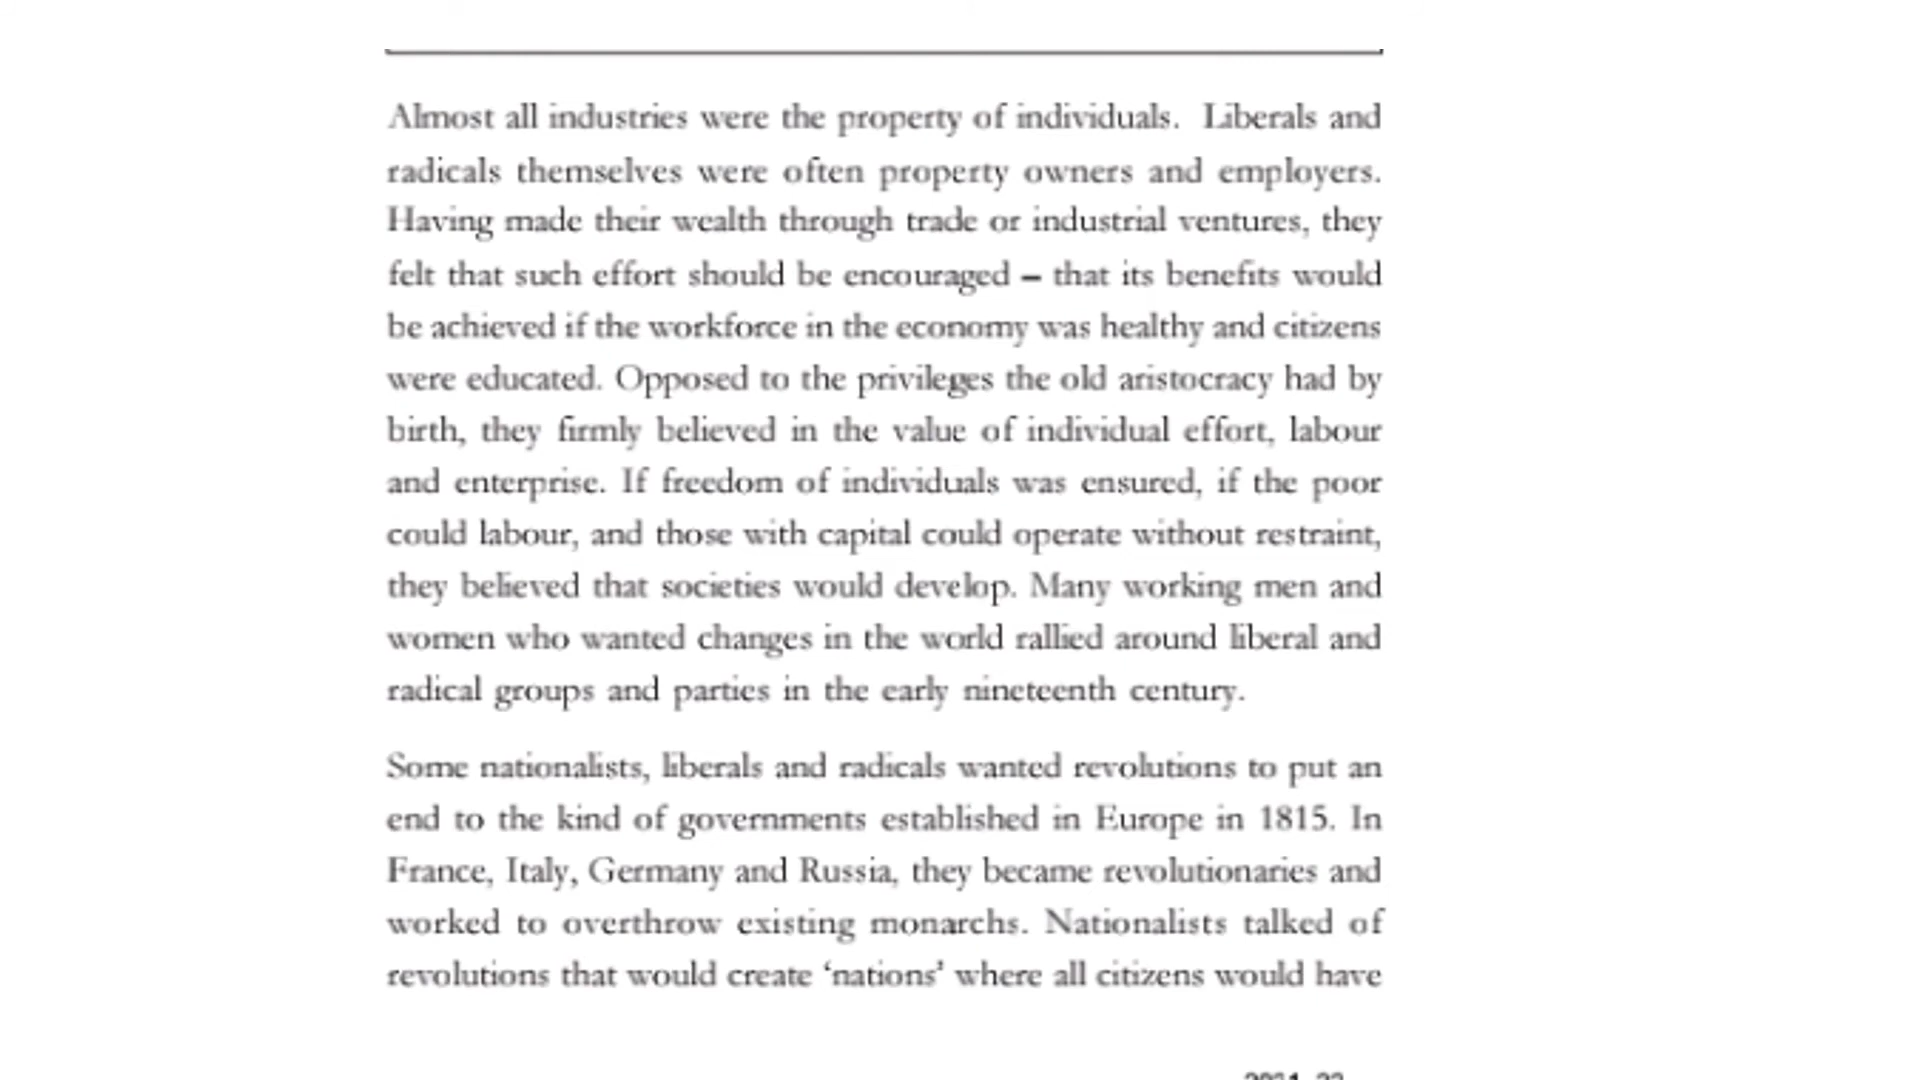 Almost all industries were the property of individuals. Liberals and
radicals themselves were often property owners and employers.
Having made their wealth through trade or industrial ventures, they
felt that such effort should be encouraged – that its benefits would
be achieved if the workforce in the economy was healthy and citizens
were educated. Opposed to the privileges the old aristocracy had by
birth, they firmly believed in the value of individual effort, labour
and enterprise. If freedom of individuals was ensured, if the poor
could labour, and those with capital could operate without restraint,
they believed that societies would develop. Many working men and
women who wanted changes in the world rallied around liberal and
radical groups and parties in the early nineteenth century.
Some nationalists, liberals and radicals wanted revolutions to put an
end to the kind of governments established in Europe in 1815. In
France, Italy, Germany and Russia, they became revolutionaries and
worked to overthrow existing monarchs. Nationalists talked of
revolutions that would create ‘nations’ where all citizens would have